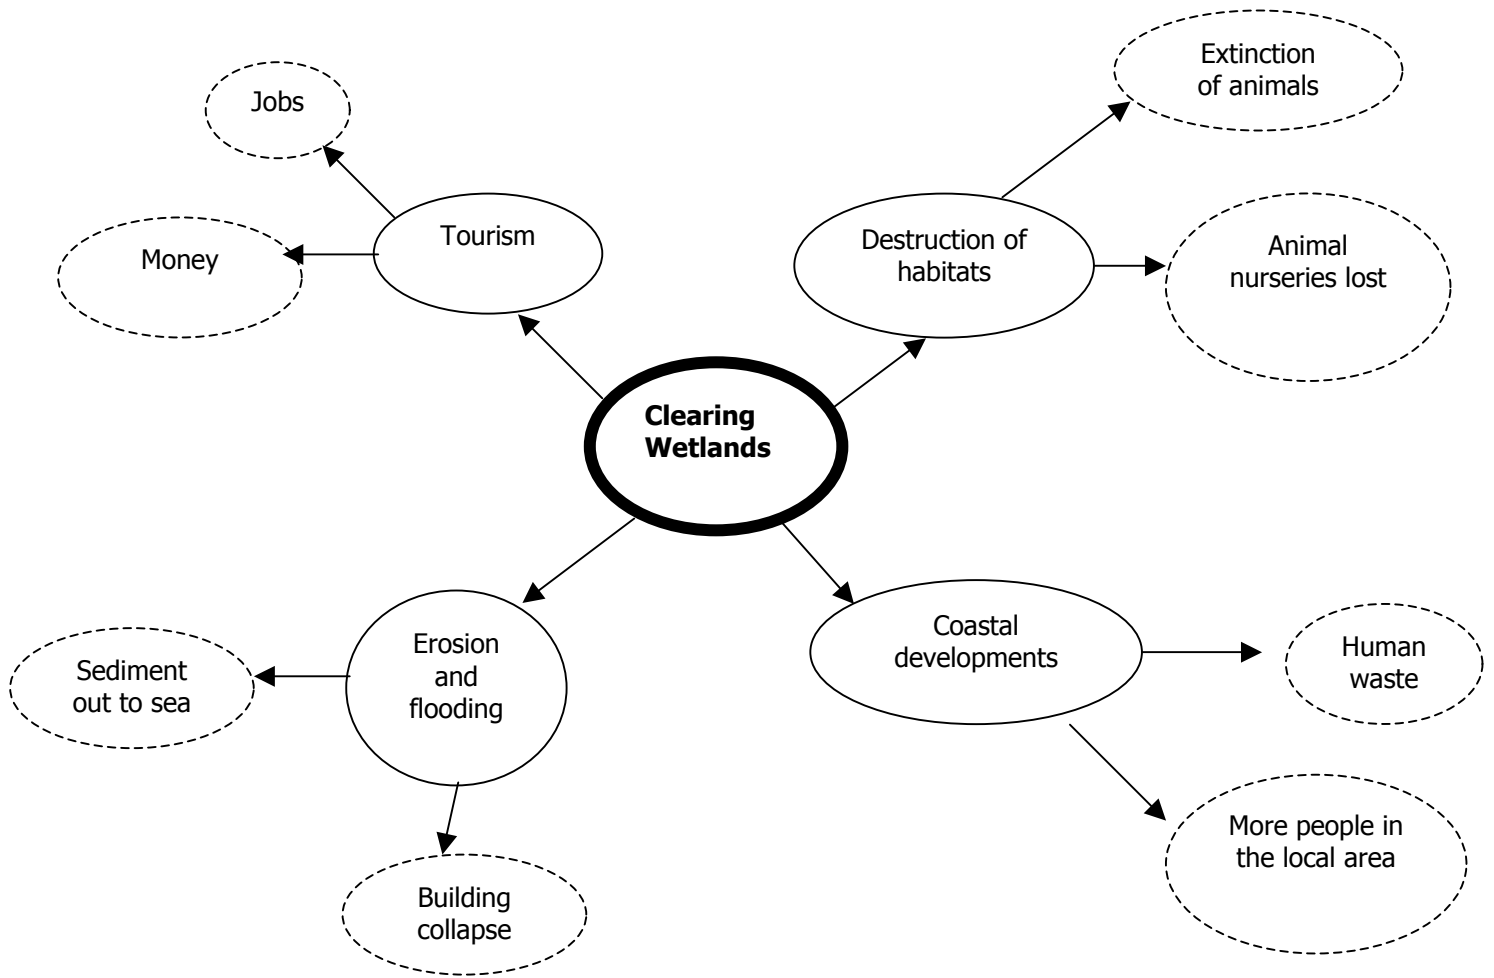 Extinction
of animals
Jobs
Tourism
Money
Destruction of
habitats
Animal
nurseries lost
Clearing
Wetlands
Erosion
and
flooding
Sediment
out to sea
Building
collapse
Coastal
developments
Human
waste
More people in
the local area